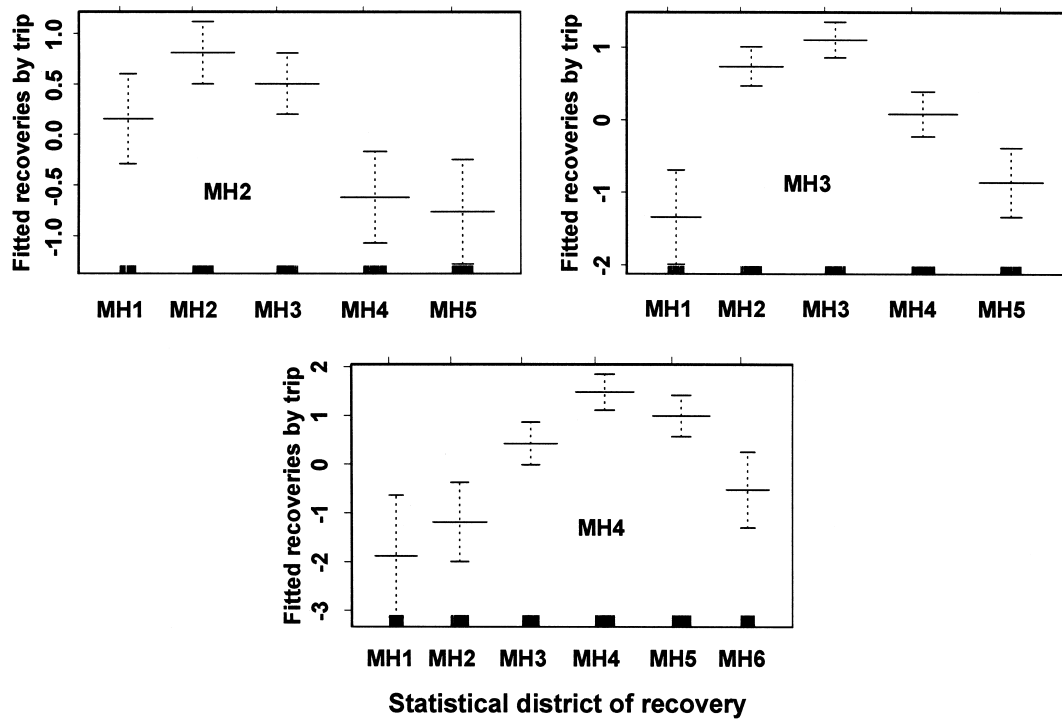 Fitted recoveries by trip
1.0
0.5
0.0
-0.5
-1.0
MH2
MH1 MH2 MH3 MH4 MH5
Fitted recoveries by trip
1
0
-1
-2
MH3
MH1 MH2 MH3 MH4 MH5
Fitted recoveries by trip
2
1
0
-1
-2
-3
MH4
MH1 MH2 MH3 MH4 MH5 MH6
Statistical district of recovery